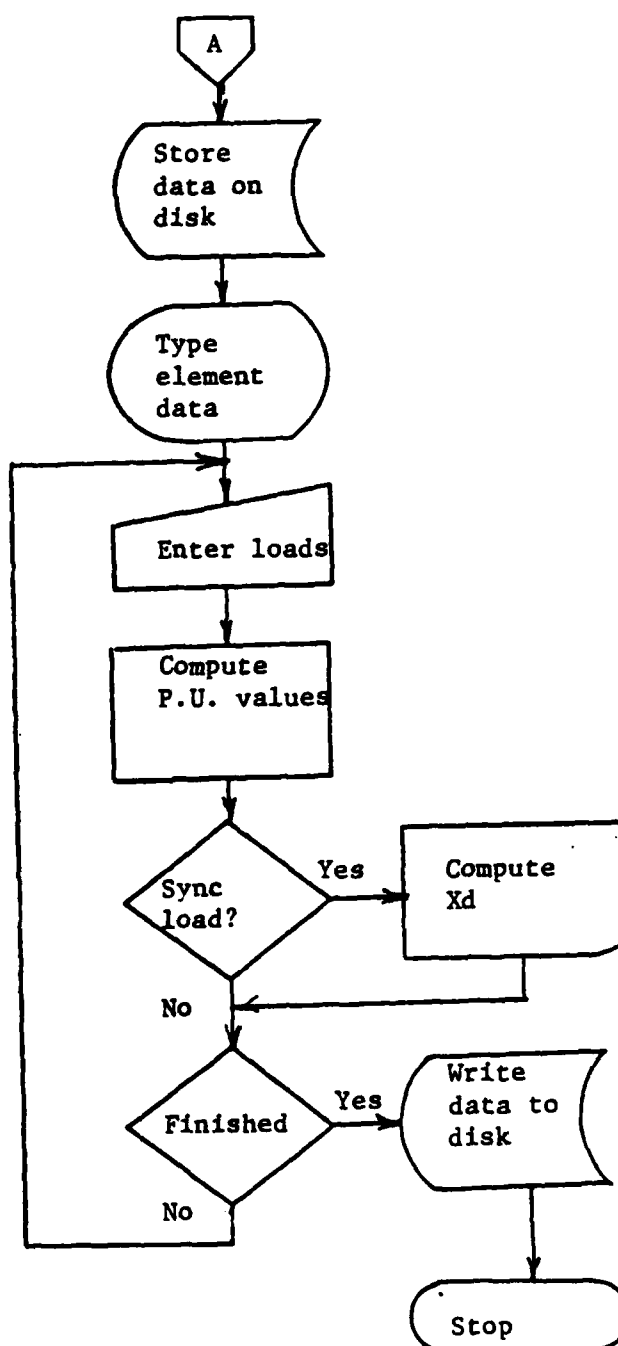 A
Store
data on
disk
Type
element
data
Enter loads
Compute
P.U. values
Sync
load?
Yes
Compute
Xd
No
Finished
Yes
Write
data to
disk
No
Stop